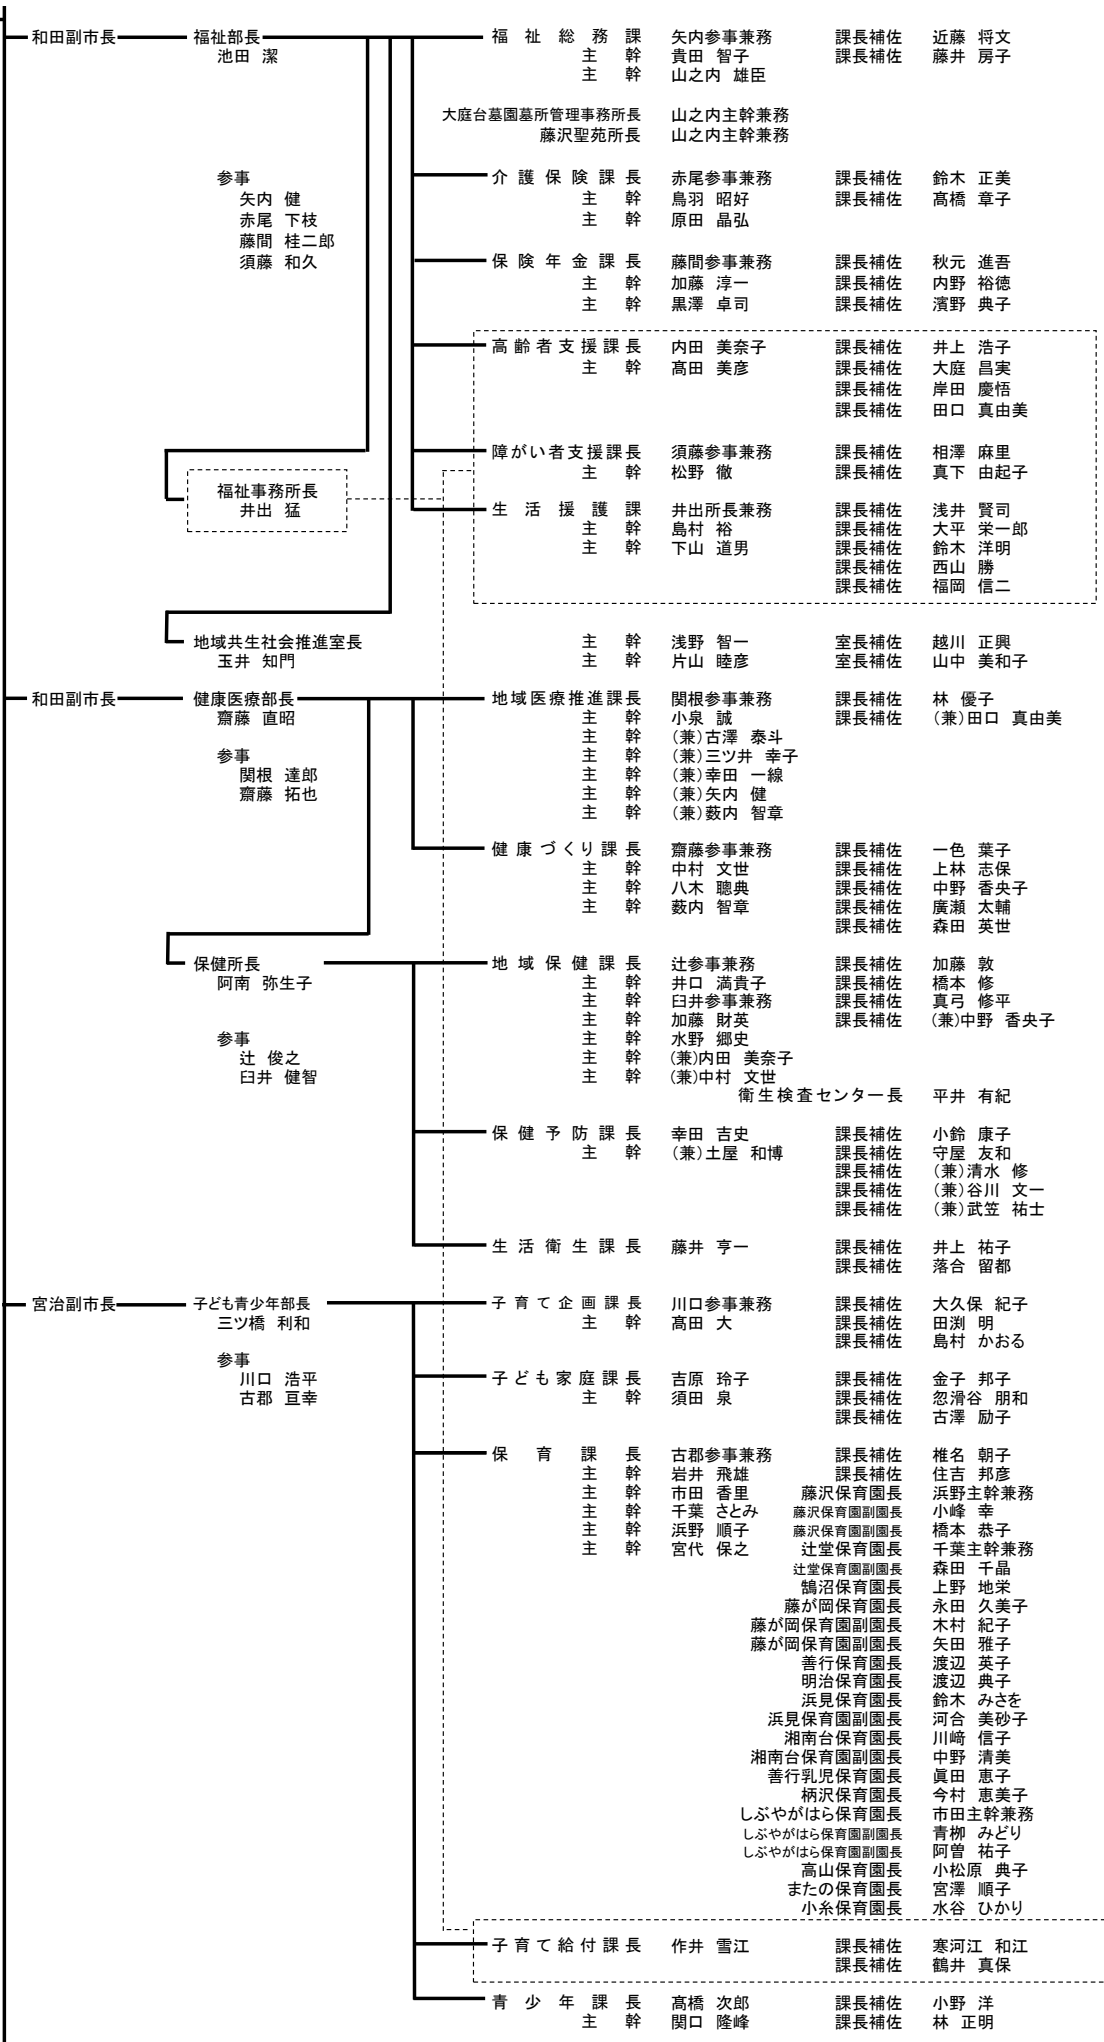 和田副市長 福祉部長 福祉総務課 矢内参事兼務 課長補佐 近藤 将文
池田 潔 主幹 貴田 智子 課長補佐 藤井 房子
主幹 山之内 雄臣
大庭台墓園墓所管理事務所長 山之内主幹兼務
藤沢聖苑所長 山之内主幹兼務
参事 介護保険課長 赤尾参事兼務 課長補佐 鈴木 正美
矢内 健 主幹 鳥羽 昭好 課長補佐 髙橋 章子
赤尾 下枝 主幹 原田 晶弘
藤間 桂二郎
須藤 和久 保険年金課長 藤間参事兼務 課長補佐 秋元 進吾
主幹 加藤 淳一 課長補佐 内野 裕徳
主幹 黒澤 卓司 課長補佐 濱野 典子
高齢者支援課長 内田 美奈子 課長補佐 井上 浩子
主幹 髙田 美彦 課長補佐 大庭 昌実
課長補佐 岸田 慶悟
課長補佐 田口 真由美
障がい者支援課長 須藤参事兼務 課長補佐 相澤 麻里
主幹 松野 徹 課長補佐 真下 由起子
福祉事務所長
井出 猛 生活援護課 井出所長兼務 課長補佐 浅井 賢司
主幹 島村 裕 課長補佐 大平 栄一郎
主幹 下山 道男 課長補佐 鈴木 洋明
課長補佐 西山 勝
課長補佐 福岡 信二
地域共生社会推進室長 主幹 浅野 智一 室長補佐 越川 正興
玉井 知門 主幹 片山 睦彦 室長補佐 山中 美和子
和田副市長 健康医療部長 地域医療推進課長 関根参事兼務 課長補佐 林 優子
齋藤 直昭 主幹 小泉 誠 課長補佐 (兼)田口 真由美
主幹 (兼)古澤 泰斗
参事 主幹 (兼)三ツ井 幸子
関根 達郎 主幹 (兼)幸田 一線
齋藤 拓也 主幹 (兼)矢内 健
主幹 (兼)薮内 智章
健康づくり課長 齋藤参事兼務 課長補佐 一色 葉子
主幹 中村 文世 課長補佐 上林 志保
主幹 八木 聰典 課長補佐 中野 香央子
主幹 薮内 智章 課長補佐 廣瀬 太輔
課長補佐 森田 英世
保健所長 地域保健課長 辻参事兼務 課長補佐 加藤 敦
阿南 弥生子 主幹 井口 満貴子 課長補佐 橋本 修
主幹 臼井参事兼務 課長補佐 真弓 修平
主幹 加藤 財英 課長補佐 (兼)中野 香央子
参事 主幹 水野 郷史
辻 俊之 主幹 (兼)内田 美奈子
臼井 健智 主幹 (兼)中村 文世
衛生検査センター長 平井 有紀
保健予防課長 幸田 吉史 課長補佐 小鈴 康子
主幹 (兼)土屋 和博 課長補佐 守屋 友和
課長補佐 (兼)清水 修
課長補佐 (兼)谷川 文一
課長補佐 (兼)武笠 祐士
生活衛生課長 藤井 亨一 課長補佐 井上 祐子
課長補佐 落合 留都
宮治副市長 子ども青少年部長 子育て企画課長 川口参事兼務 課長補佐 大久保 紀子
三ツ橋 利和 主幹 髙田 大 課長補佐 田渕 明
課長補佐 島村 かおる
参事
川口 浩平 子ども家庭課長 吉原 玲子 課長補佐 金子 邦子
古郡 亘幸 主幹 須田 泉 課長補佐 忍滑谷 朋和
課長補佐 古澤 励子
保育課長 古郡参事兼務 課長補佐 椎名 朝子
主幹 岩井 飛雄 課長補佐 住吉 邦彦
主幹 市田 香里 藤沢保育園長 浜野主幹兼務
主幹 千葉 さとみ 藤沢保育園副園長 小峰 幸
主幹 浜野 順子 藤沢保育園副園長 橋本 恭子
主幹 宮代 保之 辻堂保育園長 千葉主幹兼務
辻堂保育園副園長 森田 千晶
鵠沼保育園長 上野 地栄
藤が岡保育園長 永田 久美子
藤が岡保育園副園長 木村 紀子
藤が岡保育園副園長 矢田 雅子
善行保育園長 渡辺 英子
明治保育園長 渡辺 典子
浜見保育園長 鈴木 みさを
浜見保育園副園長 河合 美砂子
湘南台保育園長 川﨑 信子
湘南台保育園副園長 中野 清美
善行乳児保育園長 眞田 恵子
柄沢保育園長 今村 恵美子
しぶやがはら保育園長 市田主幹兼務
しぶやがはら保育園副園長 青栁 みどり
しぶやがはら保育園副園長 阿曽 祐子
高山保育園長 小松原 典子
またの保育園長 宮澤 順子
小糸保育園長 水谷 ひかり
子育て給付課長 作井 雪江 課長補佐 寒河江 和江
課長補佐 鶴井 真保
青少年課長 髙橋 次郎 課長補佐 小野 洋
主幹 関口 隆峰 課長補佐 林 正明